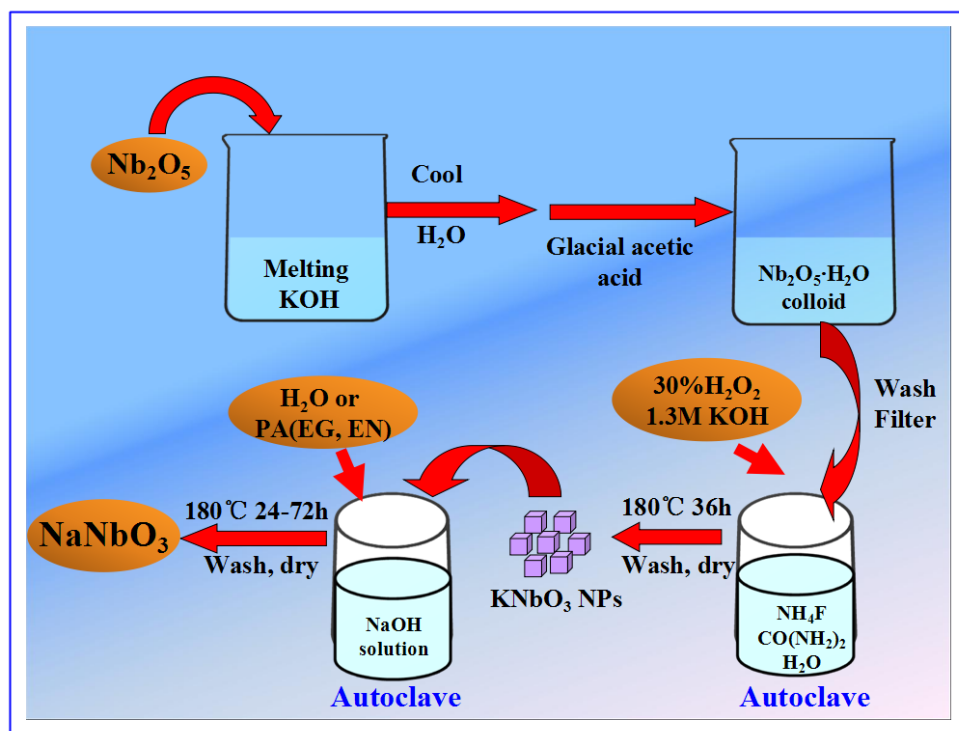 Nb₂O₅
Melting
KOH
Cool
H₂O
Glacial acetic
acid
Nb₂O₅·H₂O
colloid
Wash
Filter
30%H₂O₂
1.3M KOH
NH₄F
CO(NH₂)₂
H₂O
Autoclave
180℃ 36h
Wash, dry
KNbO₃ NPs
H₂O or
PA(EG, EN)
NaOH
solution
Autoclave
180℃ 24-72h
Wash, dry
NaNbO₃